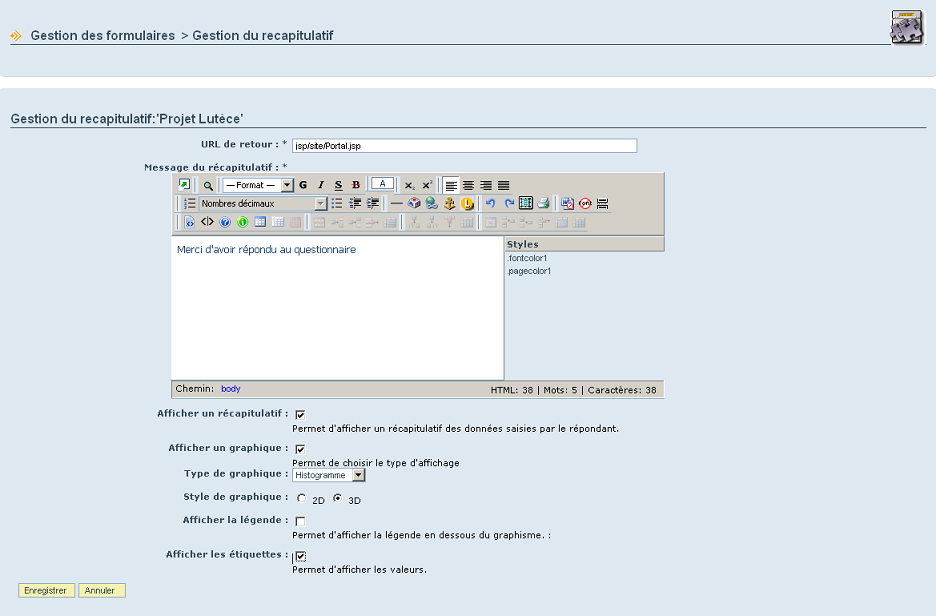 Gestion des formulaires > Gestion du recapitulatif
Gestion du recapitulatif:'Projet Lutèce'
URL de retour : * jsp/site/Portal.jsp
Message du récapitulatif : *
— Format — G I S B A x₂ x²
Nombres décimaux
Merci d'avoir répondu au questionnaire
Styles
.fontcolor1
.pagecolor1
Chemin: body HTML: 38 | Mots: 5 | Caractères: 38
Afficher un récapitulatif :
Permet d'afficher un récapitulatif des données saisies par le répondant.
Afficher un graphique :
Permet de choisir le type d'affichage
Type de graphique : Histogramme
Style de graphique : 2D 3D
Afficher la légende :
Permet d'afficher la légende en dessous du graphisme. :
Afficher les étiquettes :
Permet d'afficher les valeurs.
Enregistrer Annuler